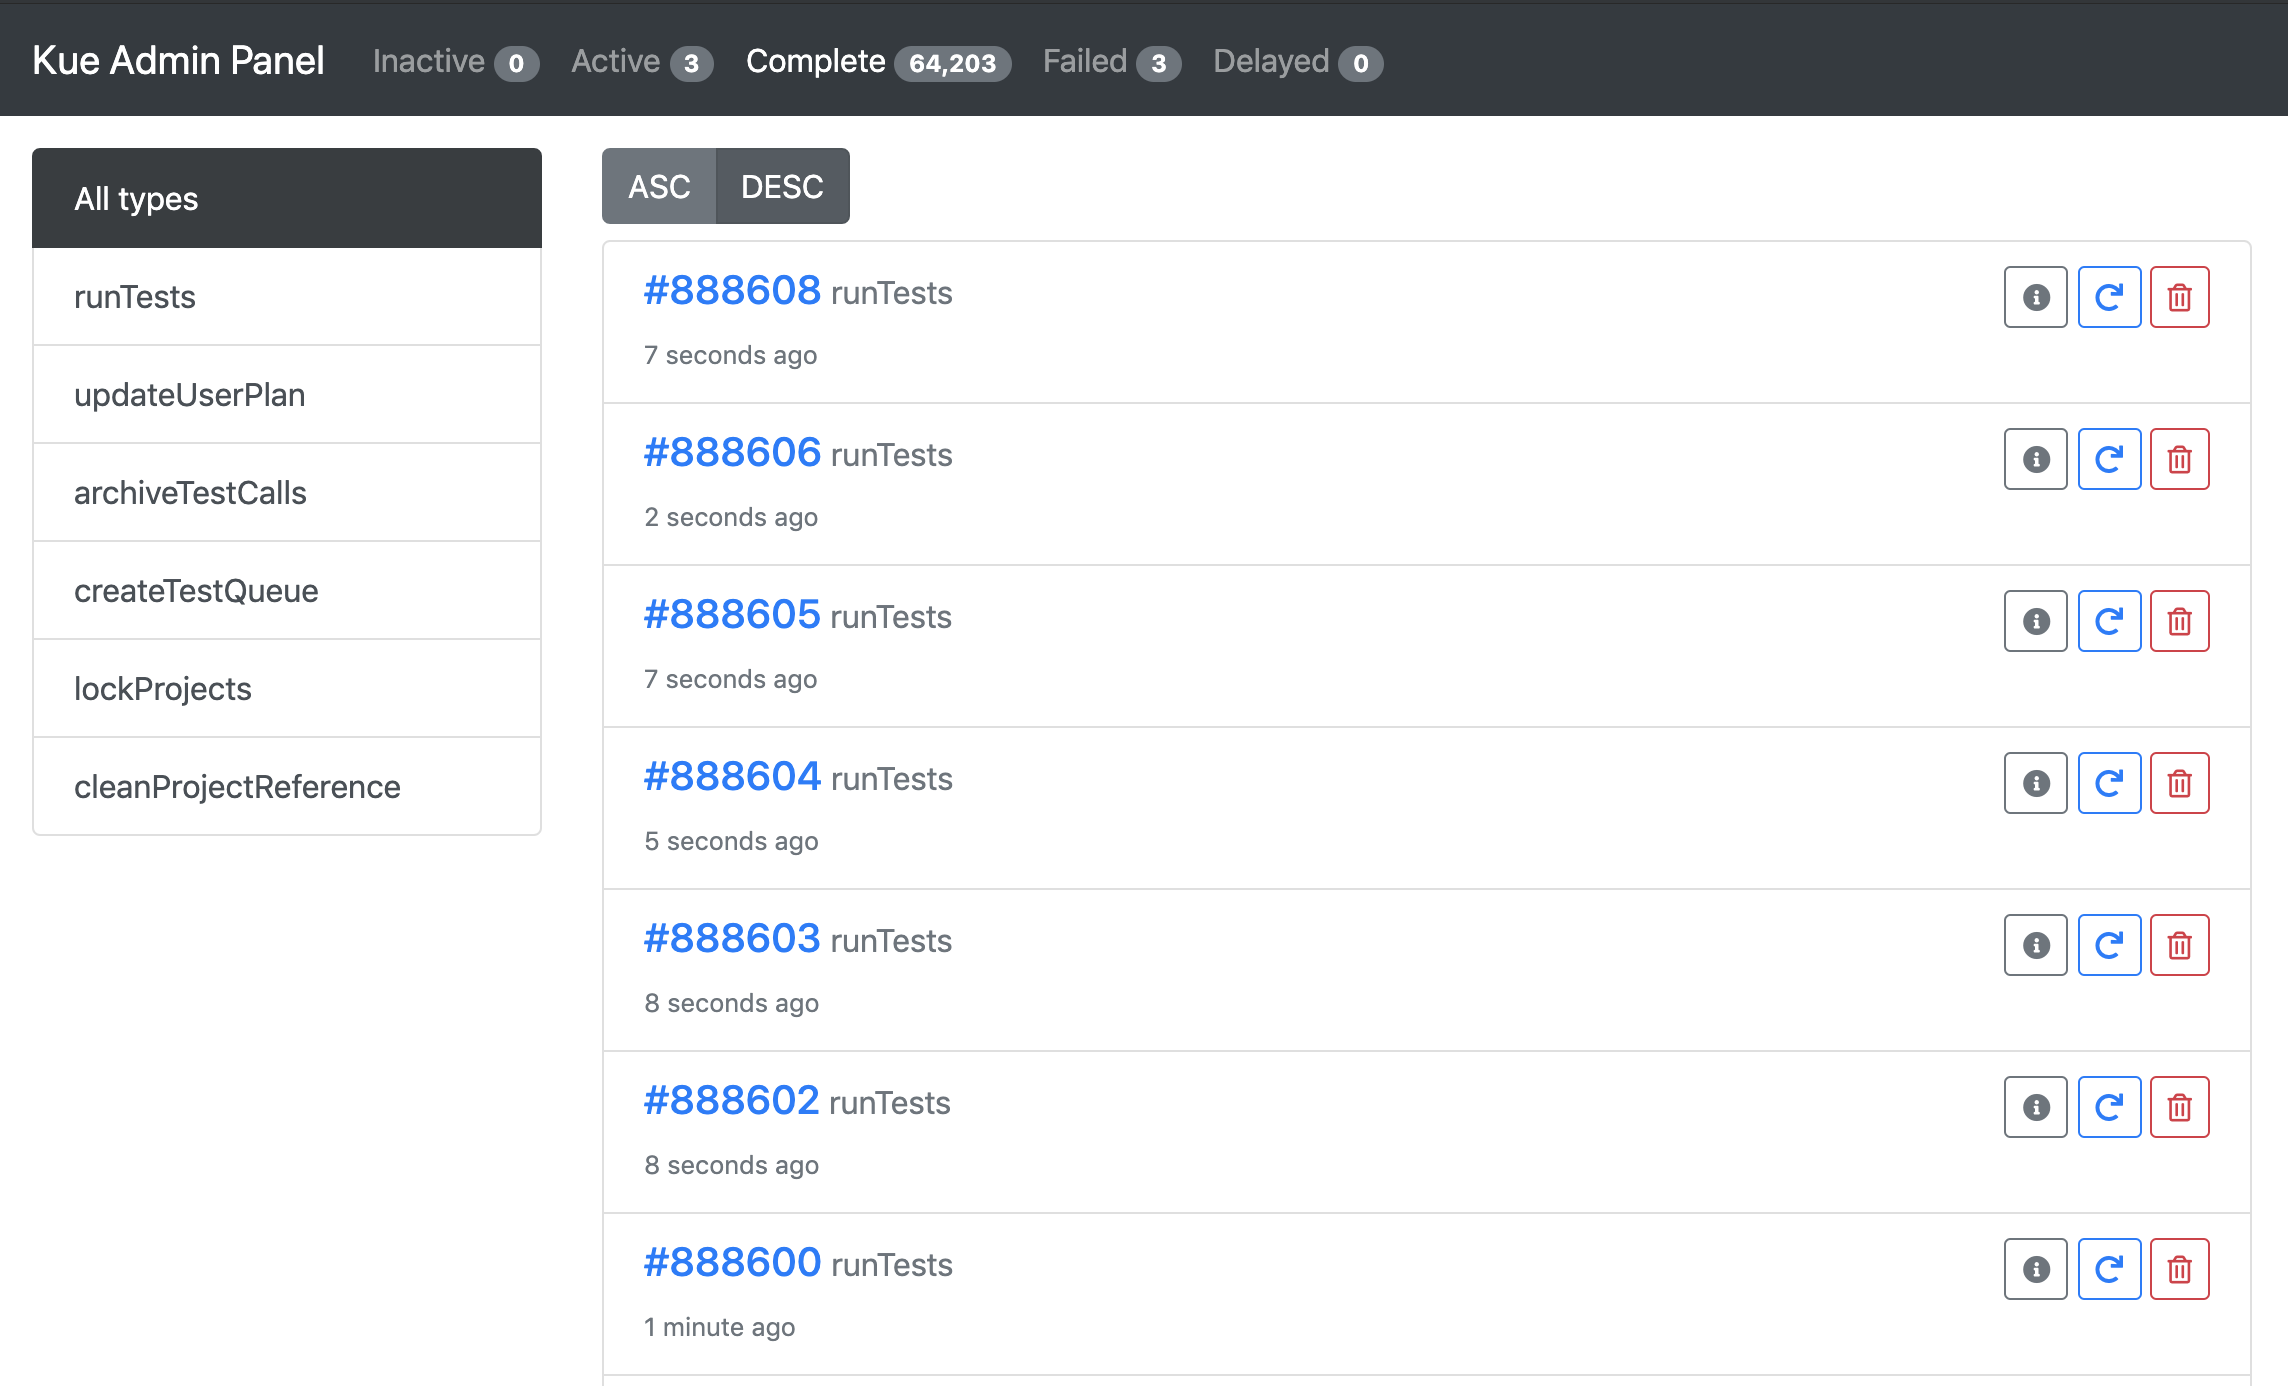 Kue Admin Panel Inactive 0 Active 3 Complete 64,203 Failed 3 Delayed 0
All types
runTests
updateUserPlan
archiveTestCalls
createTestQueue
lockProjects
cleanProjectReference
ASC DESC
#888608 runTests
7 seconds ago
#888606 runTests
2 seconds ago
#888605 runTests
7 seconds ago
#888604 runTests
5 seconds ago
#888603 runTests
8 seconds ago
#888602 runTests
8 seconds ago
#888600 runTests
1 minute ago